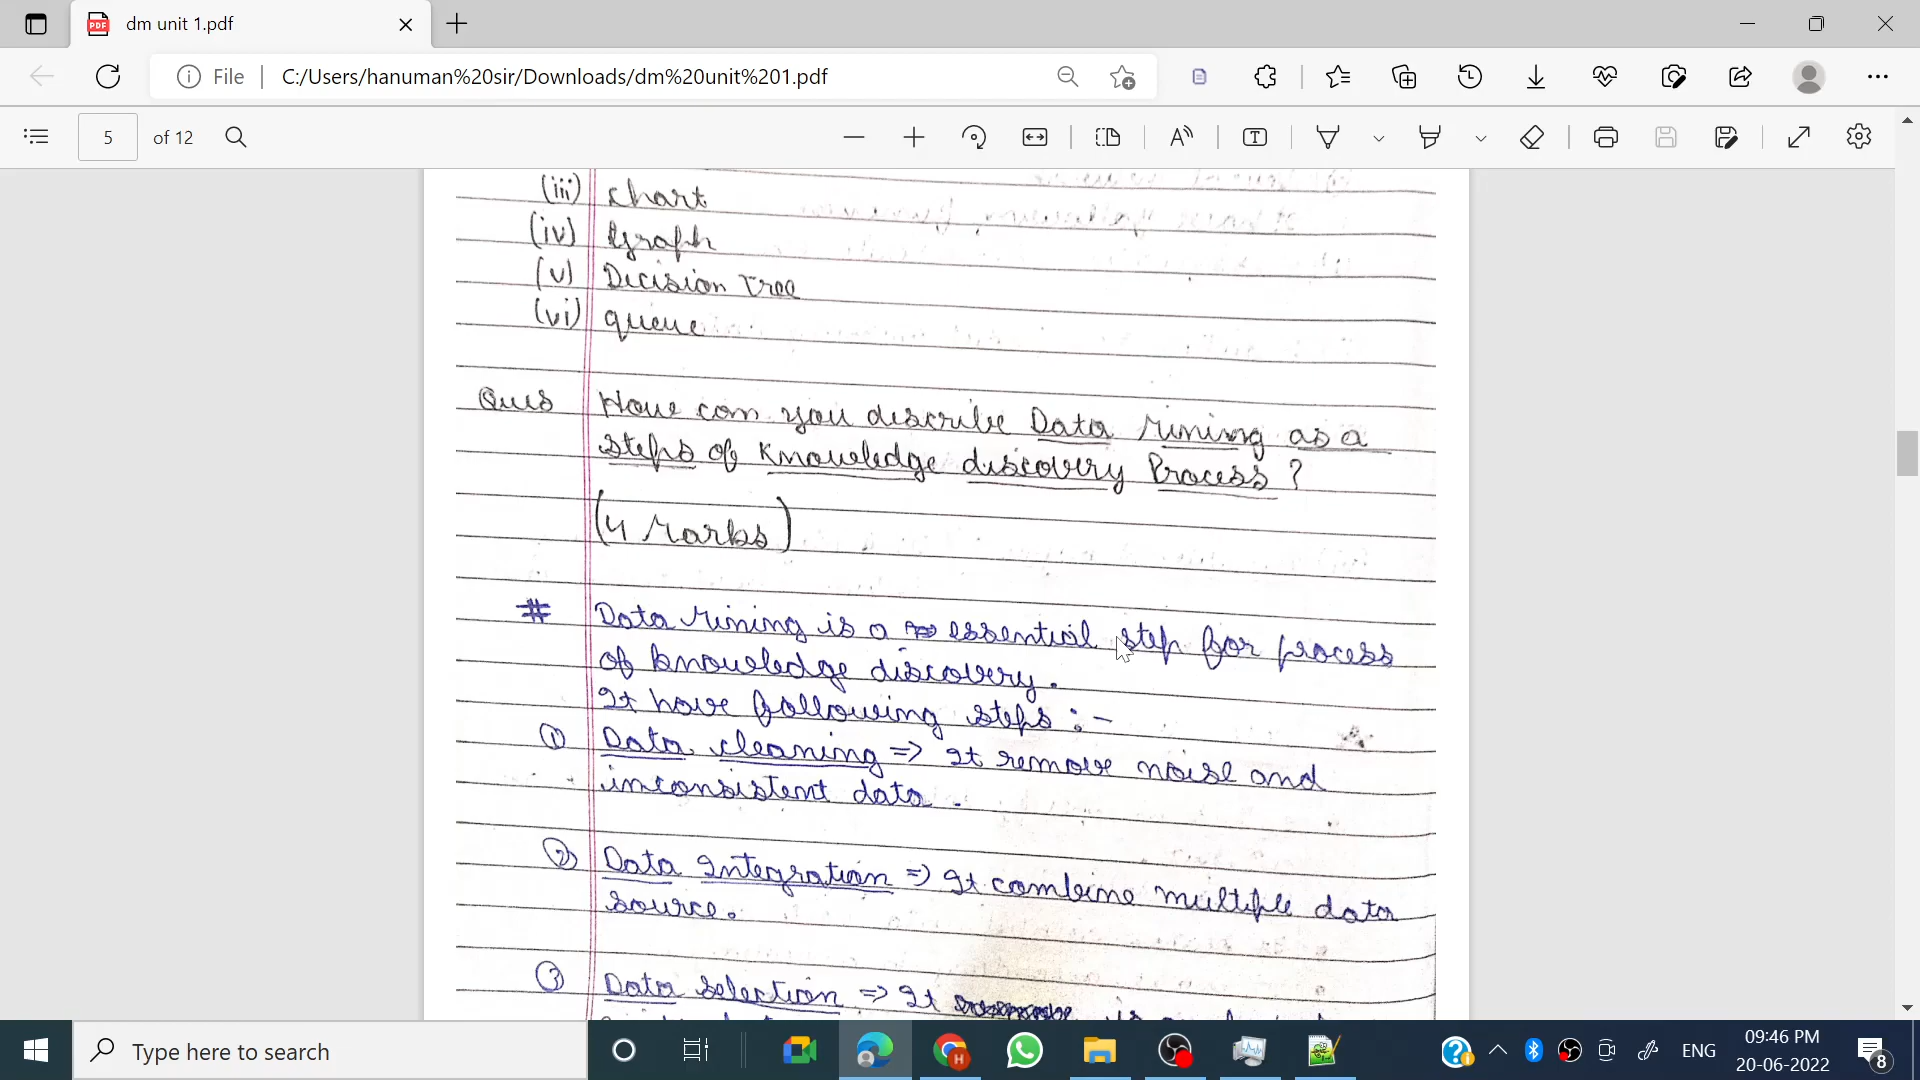 dm unit 1.pdf
File
C:/Users/hanuman%20sir/Downloads/dm%20unit%201.pdf
5 of 12
(iii) Chart
(iv) Graph
(v) Decision Tree
(vi) queue
Ques How can you describe Data Mining as a
steps of Knowledge discovery Process ?
(4 Marks)
# Data Mining is a essential step for process
of knowledge discovery.
It have following steps :-
① Data cleaning => It remove noise and
inconsistent data .
② Data Integration => It combine multiple data
source.
③ Data selection => It
Type here to search
ENG
09:46 PM
20-06-2022
8